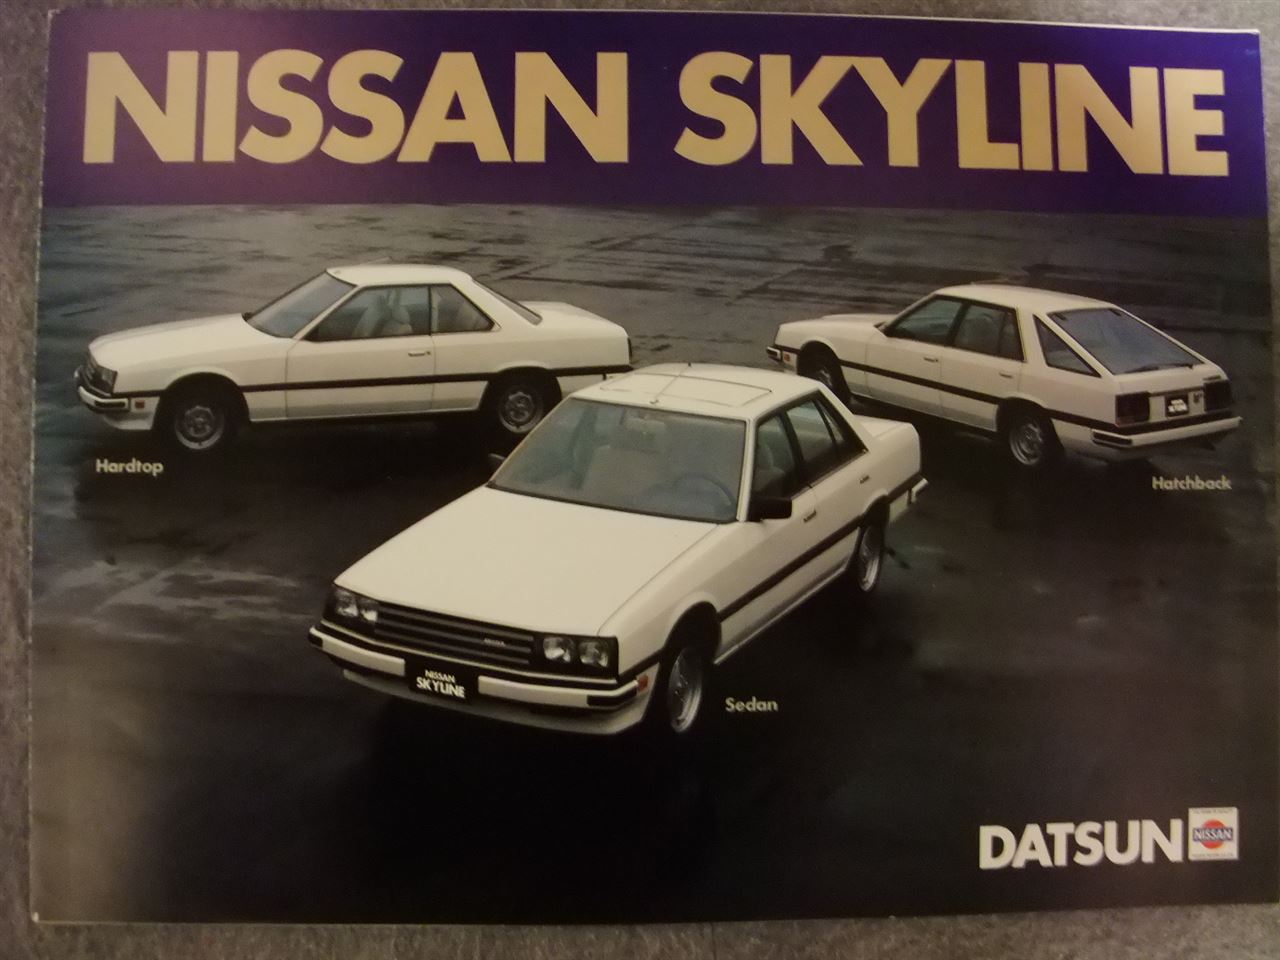 NISSAN SKYLINE
Hardtop
Hatchback
NISSAN
SKYLINE
Sedan
DATSUN
NISSAN